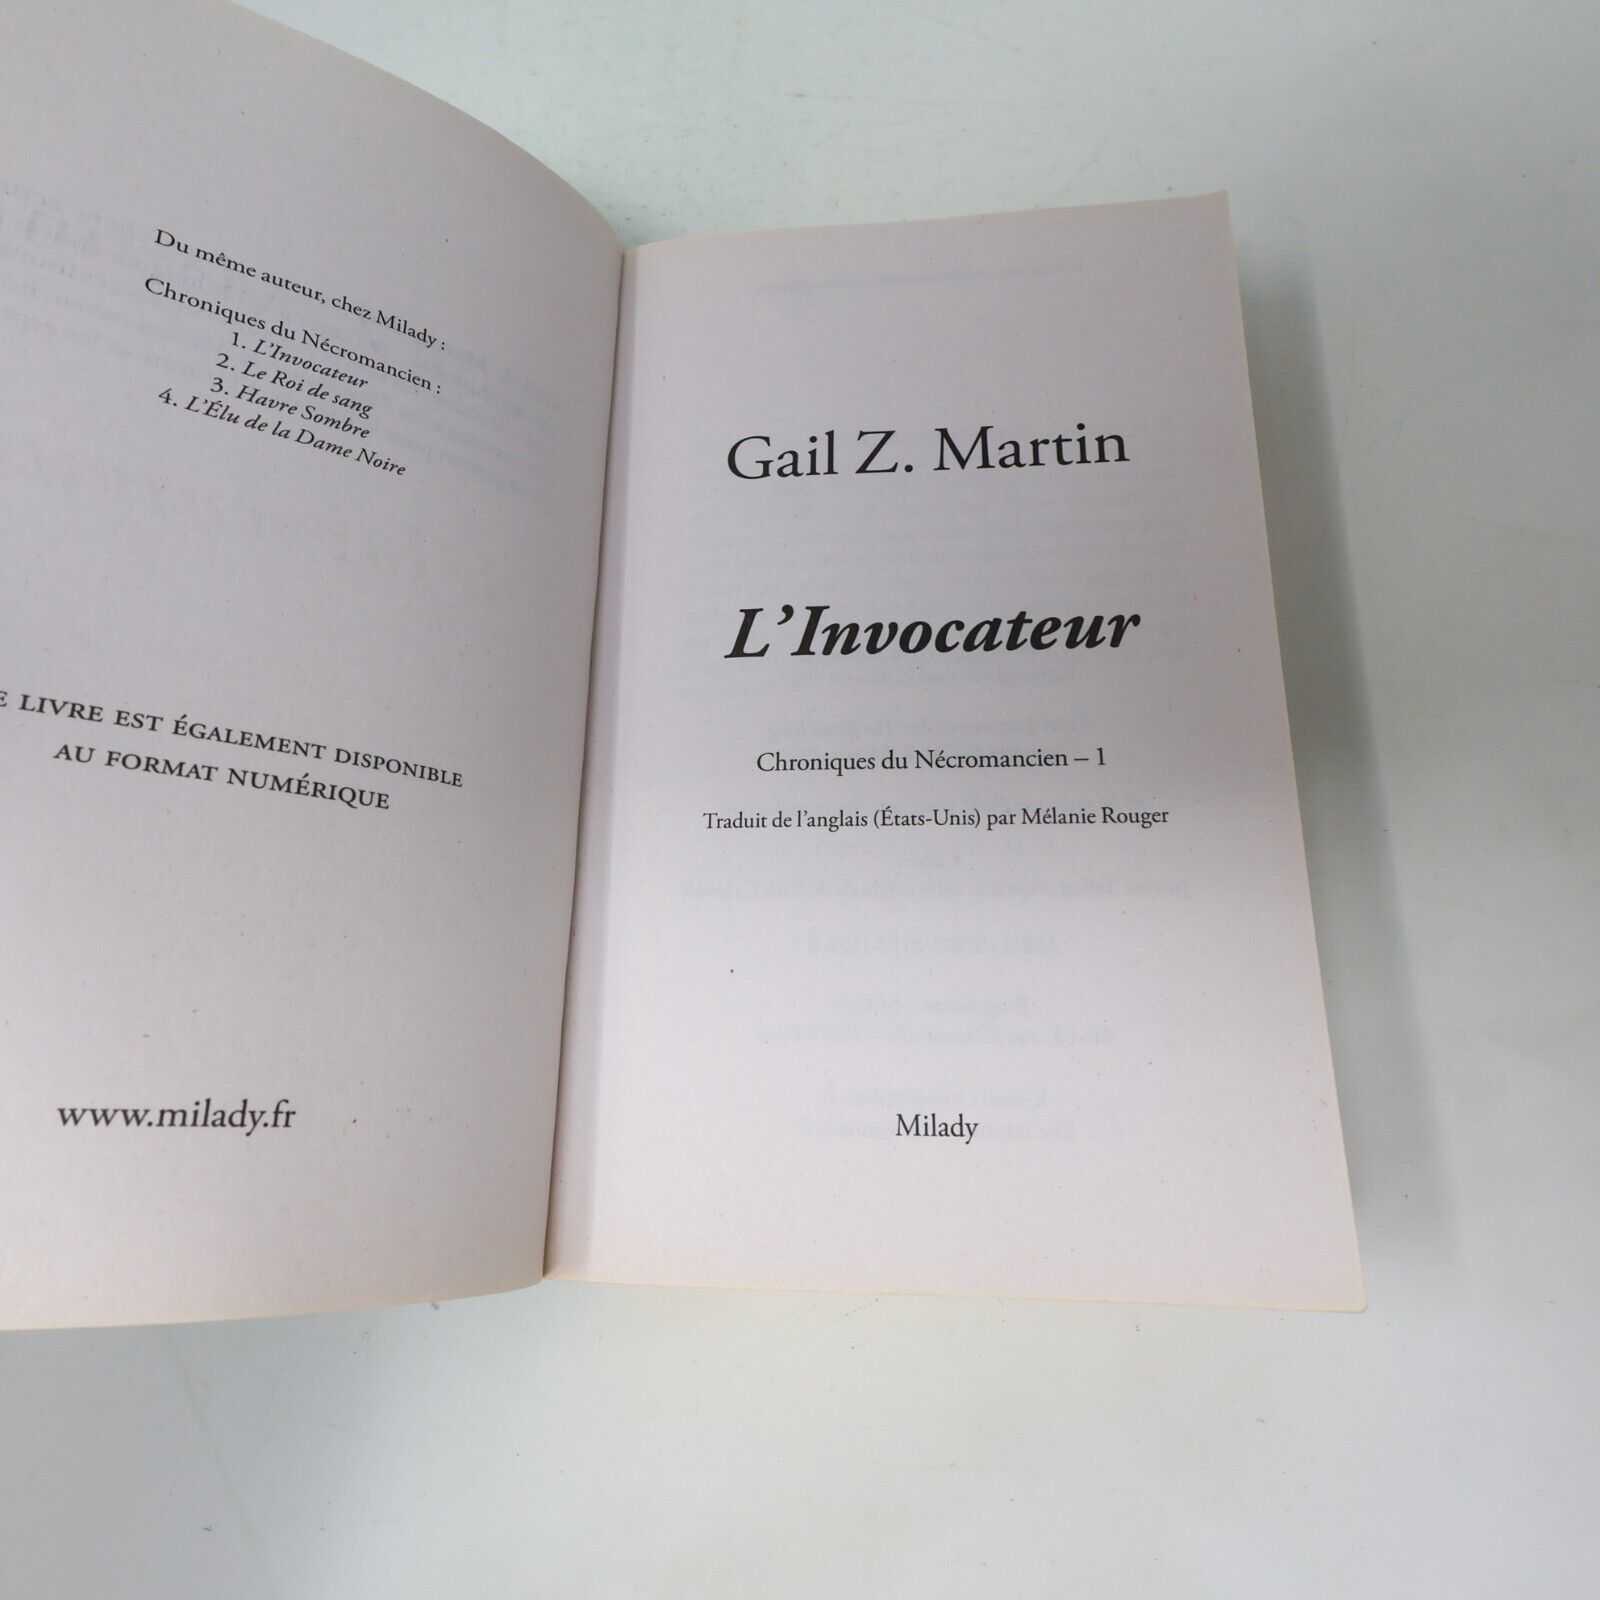 Du même auteur, chez Milady :
Chroniques du Nécromancien :
1. L'Invocateur
2. Le Roi de sang
3. Havre Sombre
4. L'Élu de la Dame Noire
E LIVRE EST ÉGALEMENT DISPONIBLE
AU FORMAT NUMÉRIQUE
www.milady.fr
Gail Z. Martin
L'Invocateur
Chroniques du Nécromancien – 1
Traduit de l'anglais (États-Unis) par Mélanie Rouger
Milady